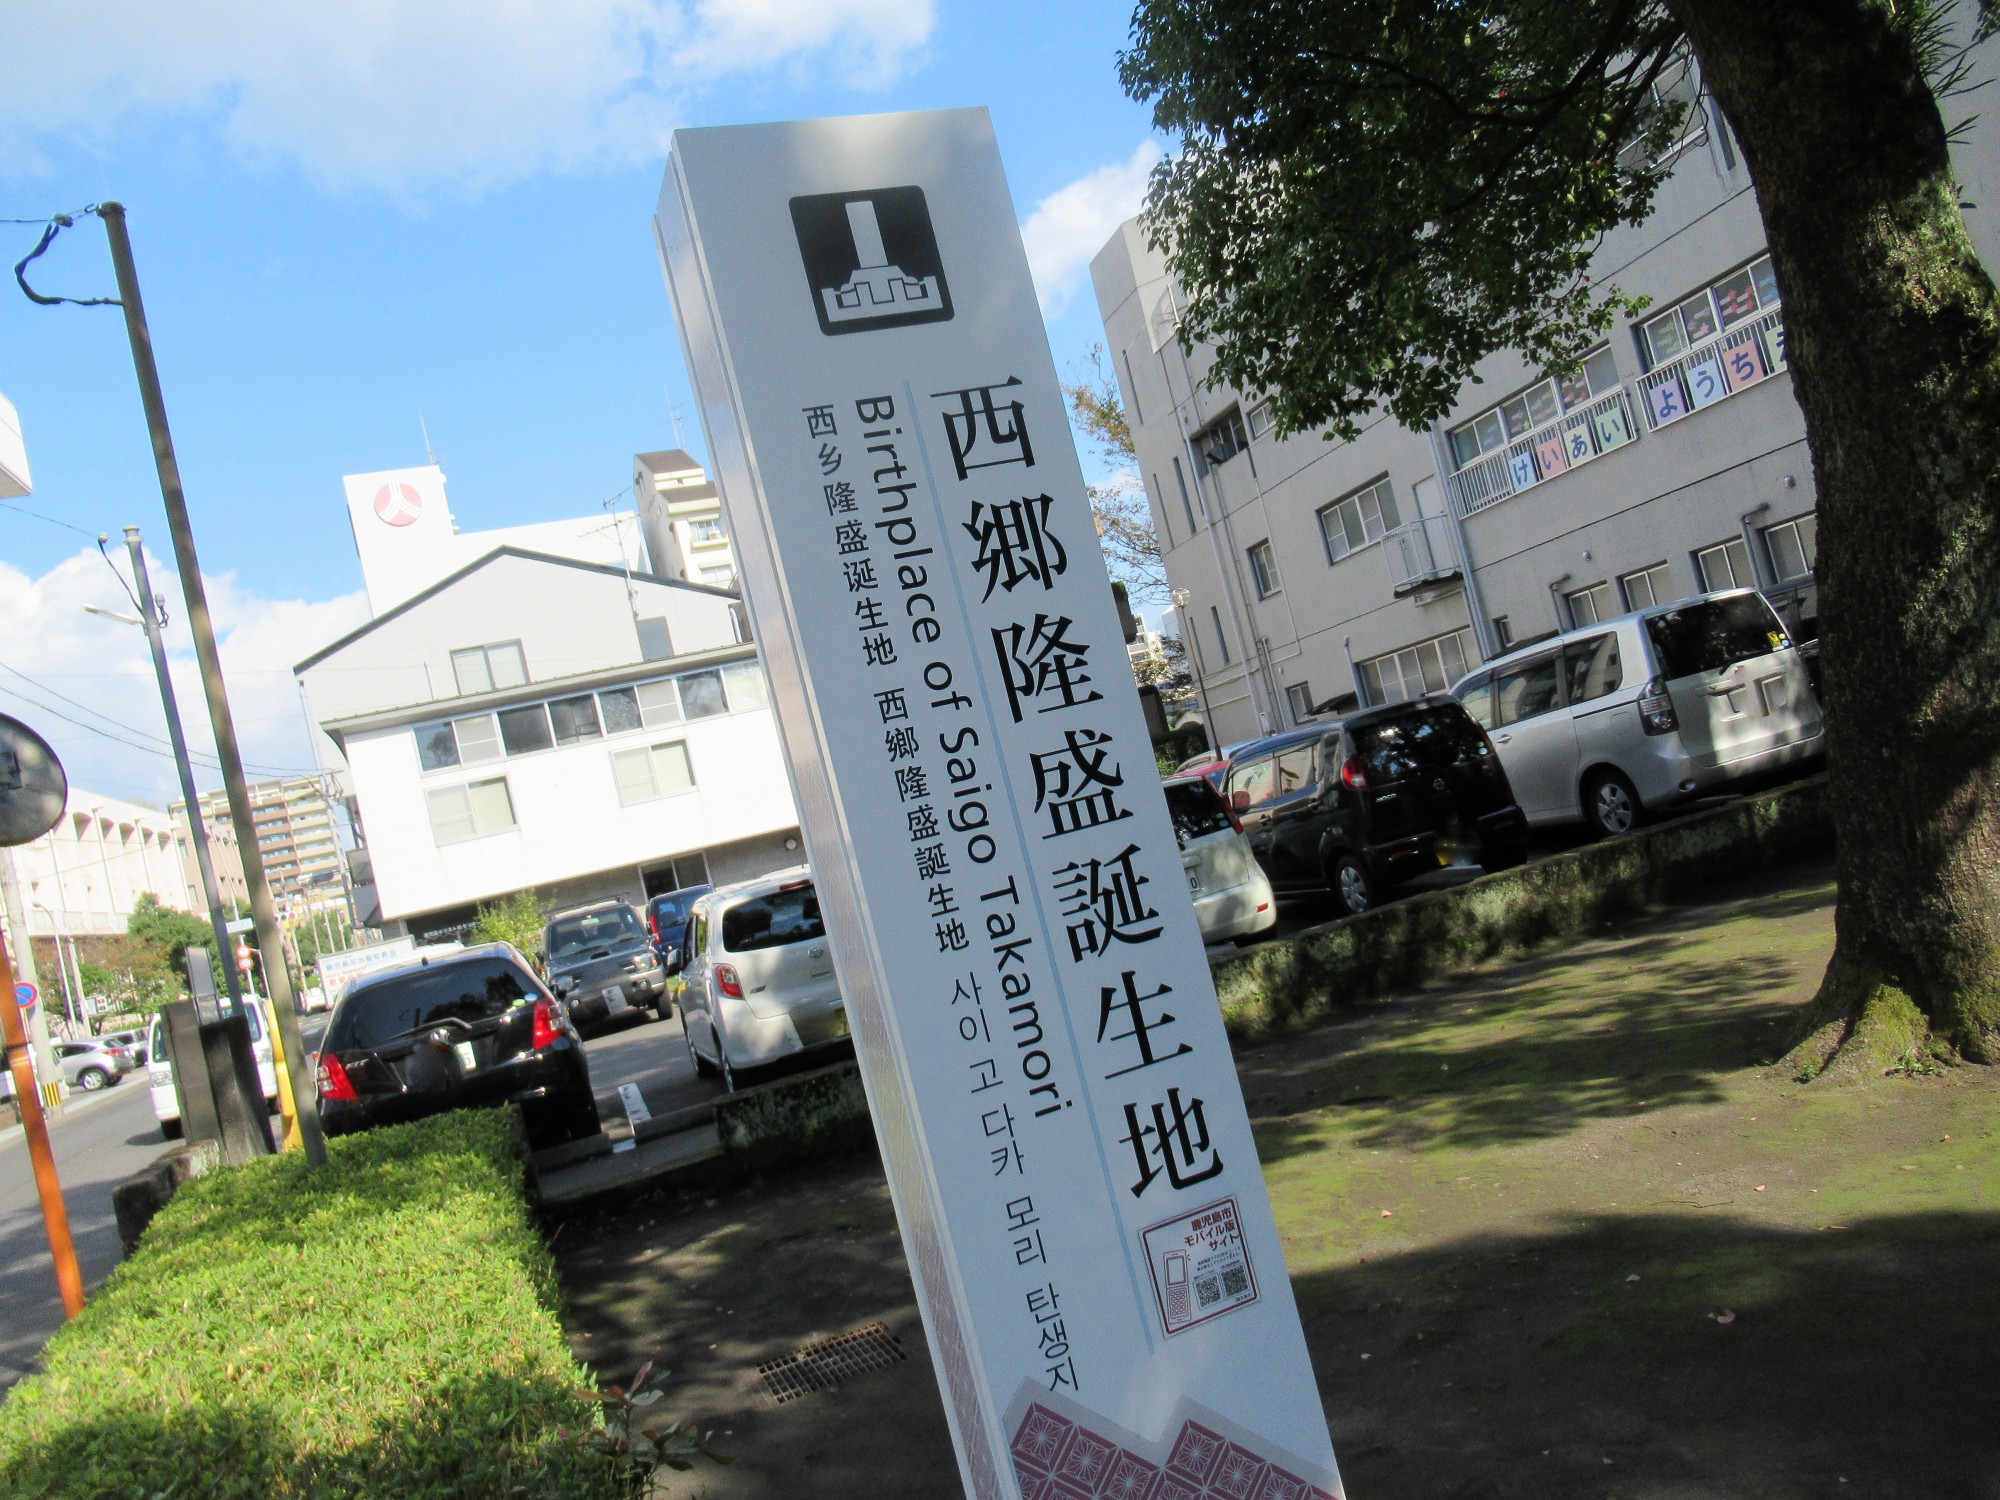 西郷隆盛誕生地
Birthplace of Saigo Takamori
西乡隆盛诞生地 西鄉隆盛誕生地 사이고 다카 모리 탄생지
鹿児島市
モバイル版
サイト
けいあい
ようち